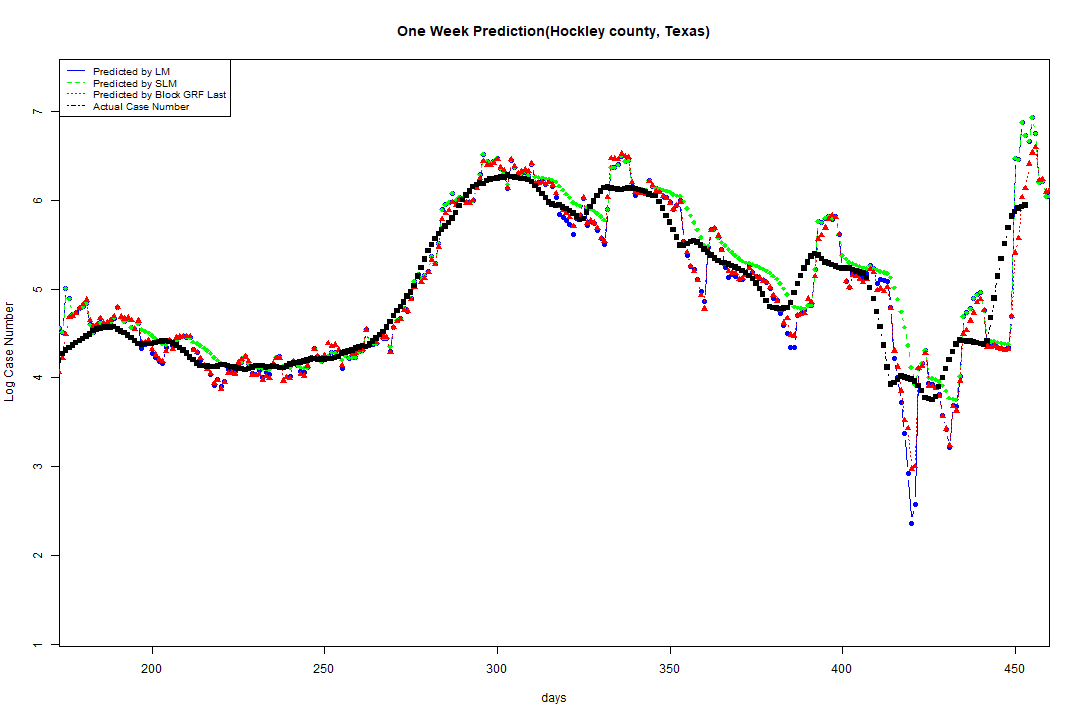 One Week Prediction(Hockley county, Texas)
Predicted by LM
Predicted by SLM
Predicted by Block GRF Last
Actual Case Number
7
6
5
4
3
2
1
Log Case Number
200 250 300 350 400 450
days